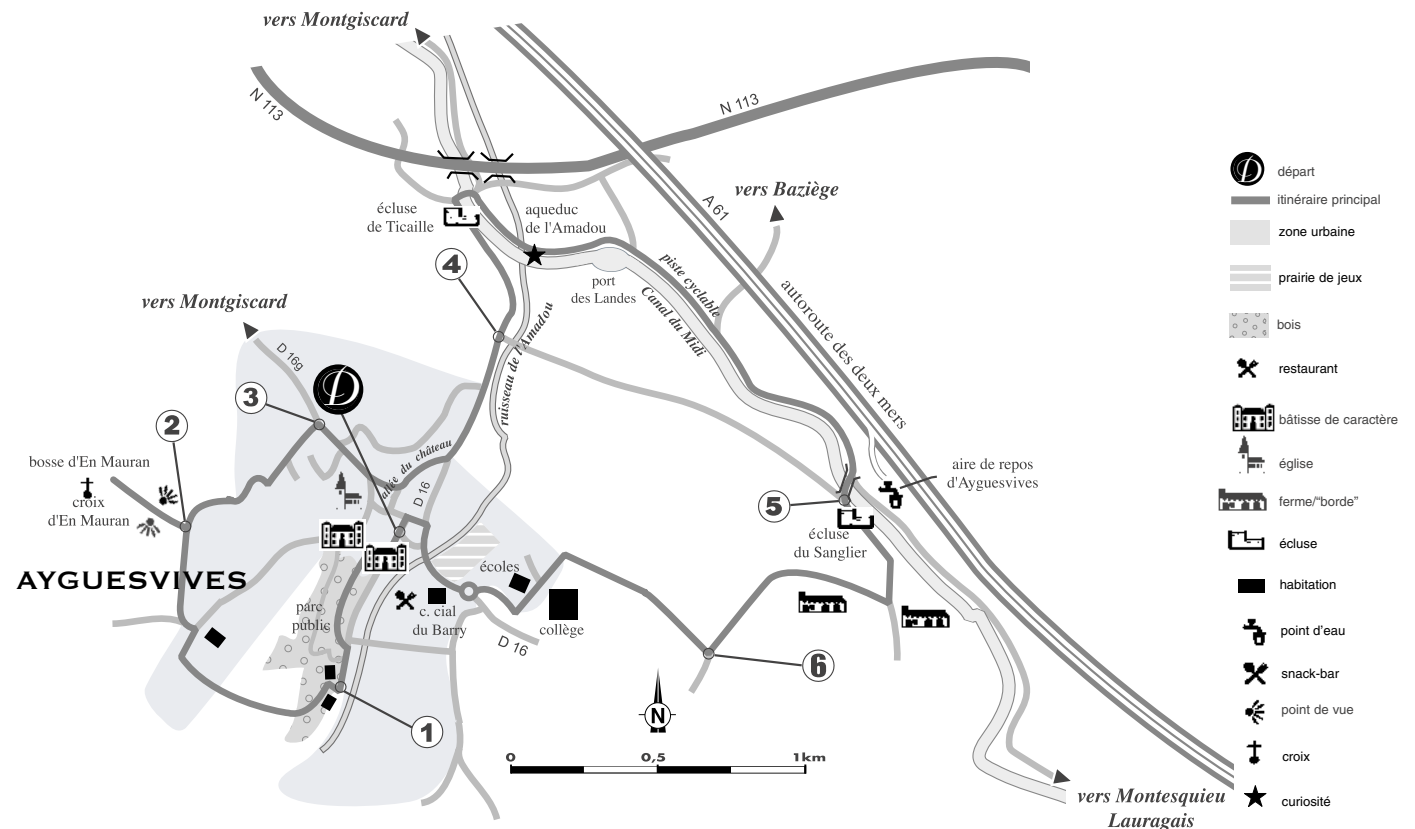 vers Montgiscard
N 113
N 113
A 61
vers Baziège
écluse
de Ticaille
aqueduc
de l'Amadou
4
port
des Landes
piste cyclable
Canal du Midi
autoroute des deux mers
vers Montgiscard
D 16g
D
3
2
ruisseau de l'Amadou
allée du château
D 16
bosse d'En Mauran
croix
d'En Mauran
aire de repos
d'Ayguesvives
5
écluse
du Sanglier
AYGUESVIVES
écoles
parc
public
c. cial
du Barry
collège
D 16
6
1
N
0 0,5 1km
vers Montesquieu
Lauragais
D départ
itinéraire principal
zone urbaine
prairie de jeux
bois
restaurant
bâtisse de caractère
église
ferme/“borde”
écluse
habitation
point d'eau
snack-bar
point de vue
croix
curiosité